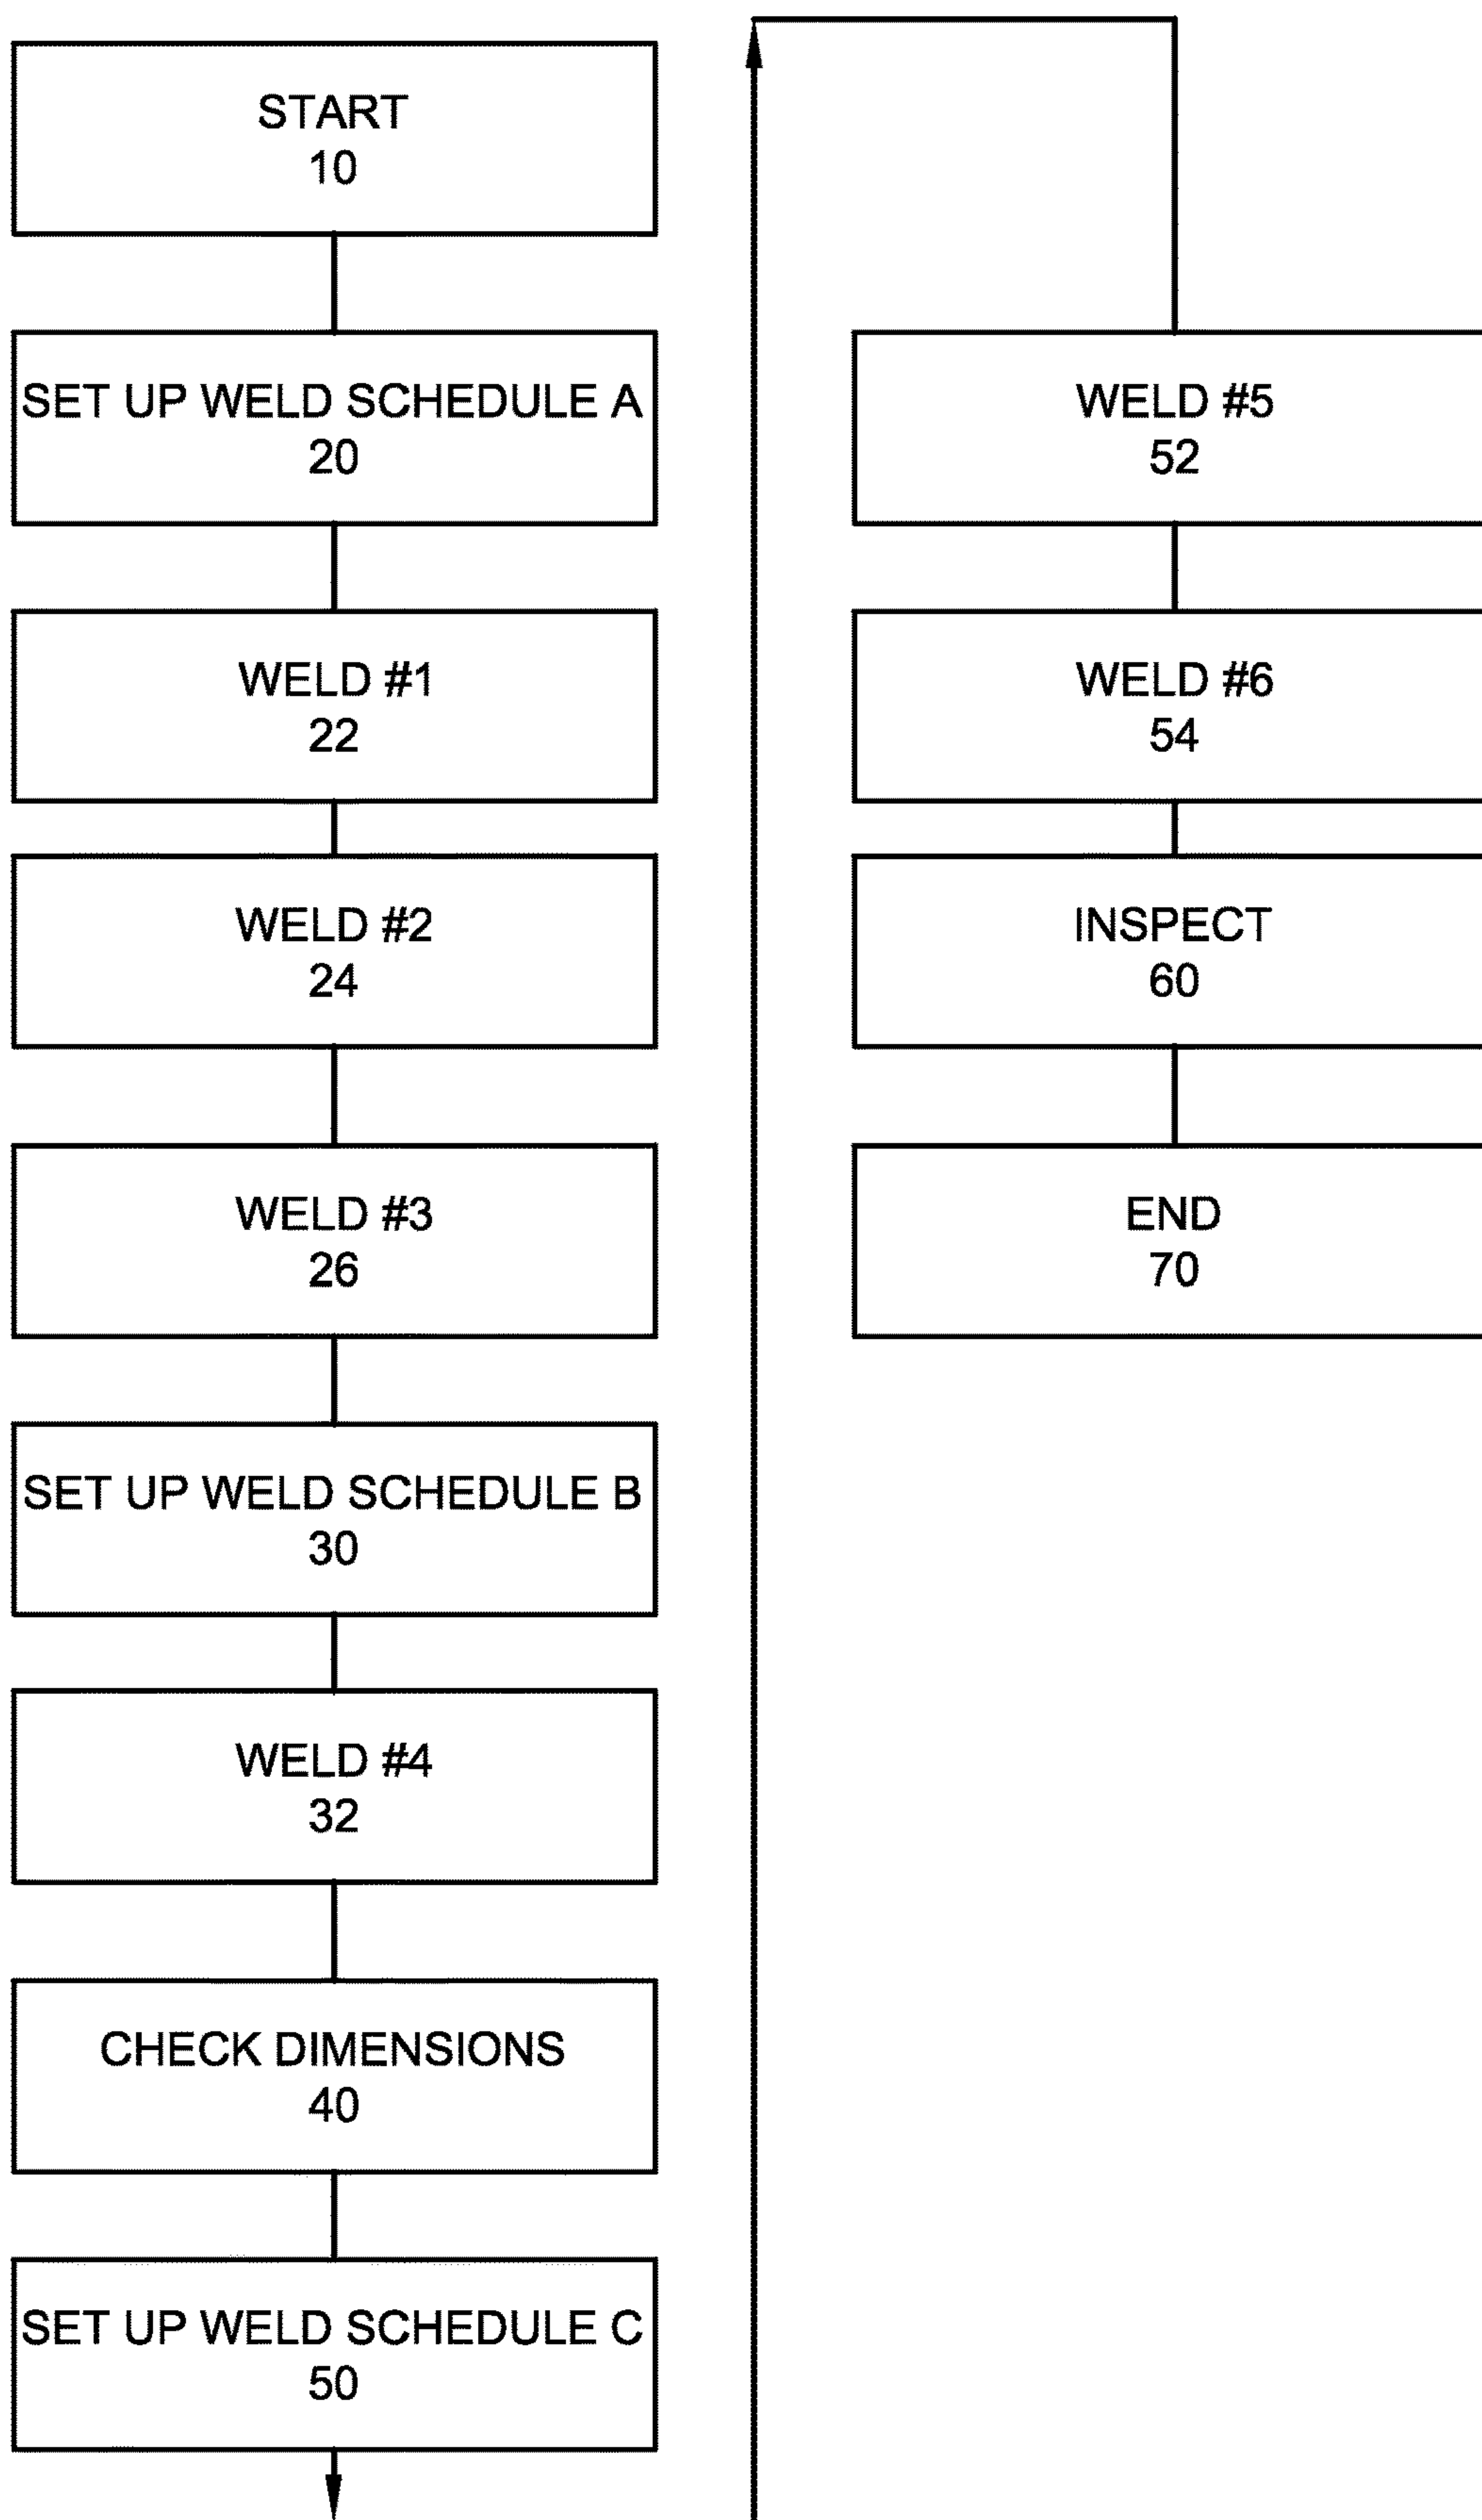 START
10
SET UP WELD SCHEDULE A
20
WELD #1
22
WELD #2
24
WELD #3
26
SET UP WELD SCHEDULE B
30
WELD #4
32
CHECK DIMENSIONS
40
SET UP WELD SCHEDULE C
50
WELD #5
52
WELD #6
54
INSPECT
60
END
70